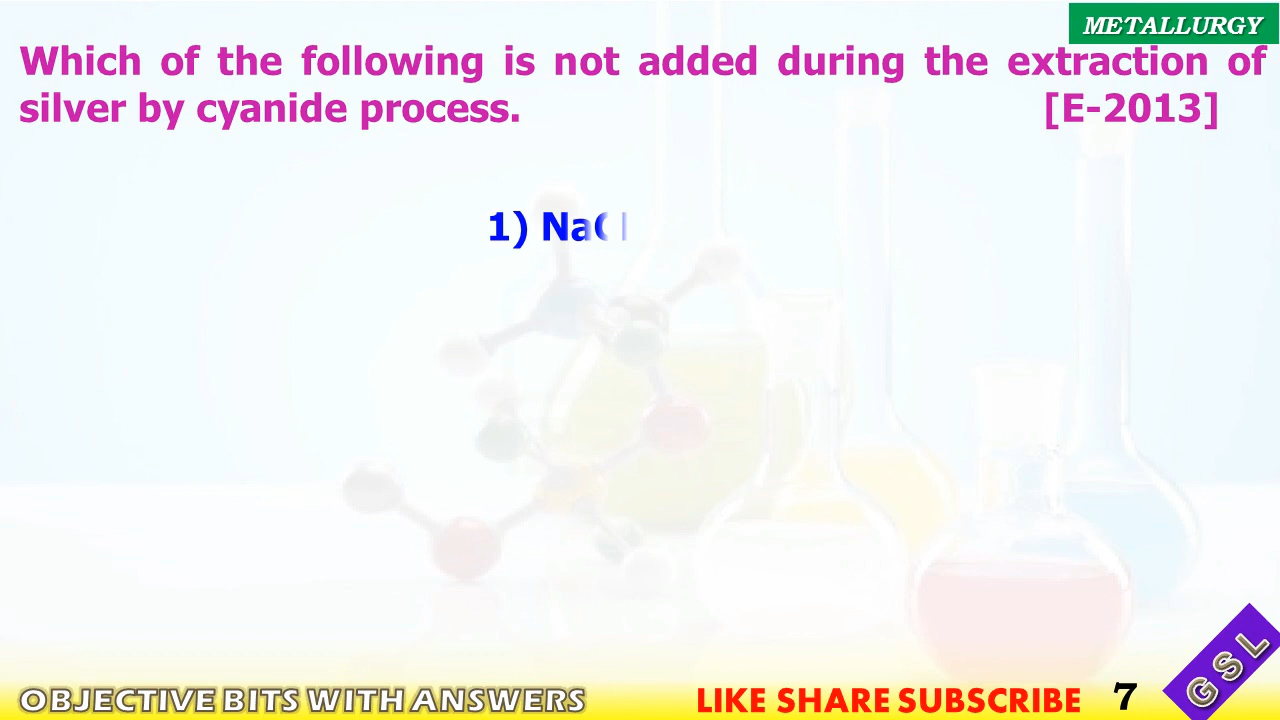 METALLURGY
Which of the following is not added during the extraction of
silver by cyanide process. [E-2013]
1)
OBJECTIVE BITS WITH ANSWERS LIKE SHARE SUBSCRIBE 7
GSL